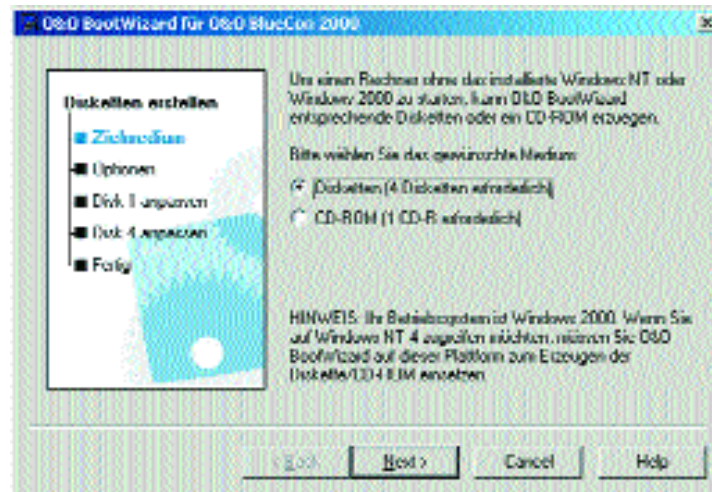 O&O BootWizard für O&O BlueCon 2000
Disketten erstellen
Zielmedium
Optionen
Disk 1 anpassen
Disk 4 anpassen
Fertig
Um einen Rechner ohne das installierte Windows NT oder
Windows 2000 zu starten, kann O&O BootWizard
entsprechende Disketten oder ein CD-ROM erzeugen.
Bitte wählen Sie das gewünschte Medium:
Disketten (4 Disketten erforderlich)
CD-ROM (1 CD-R erforderlich)
HINWEIS: Ihr Betriebssystem ist Windows 2000. Wenn Sie
auf Windows NT 4 zugreifen möchten, müssen Sie O&O
BootWizard auf dieser Plattform zum Erzeugen der
Diskette/CD-ROM einsetzen.
< Back
Next >
Cancel
Help